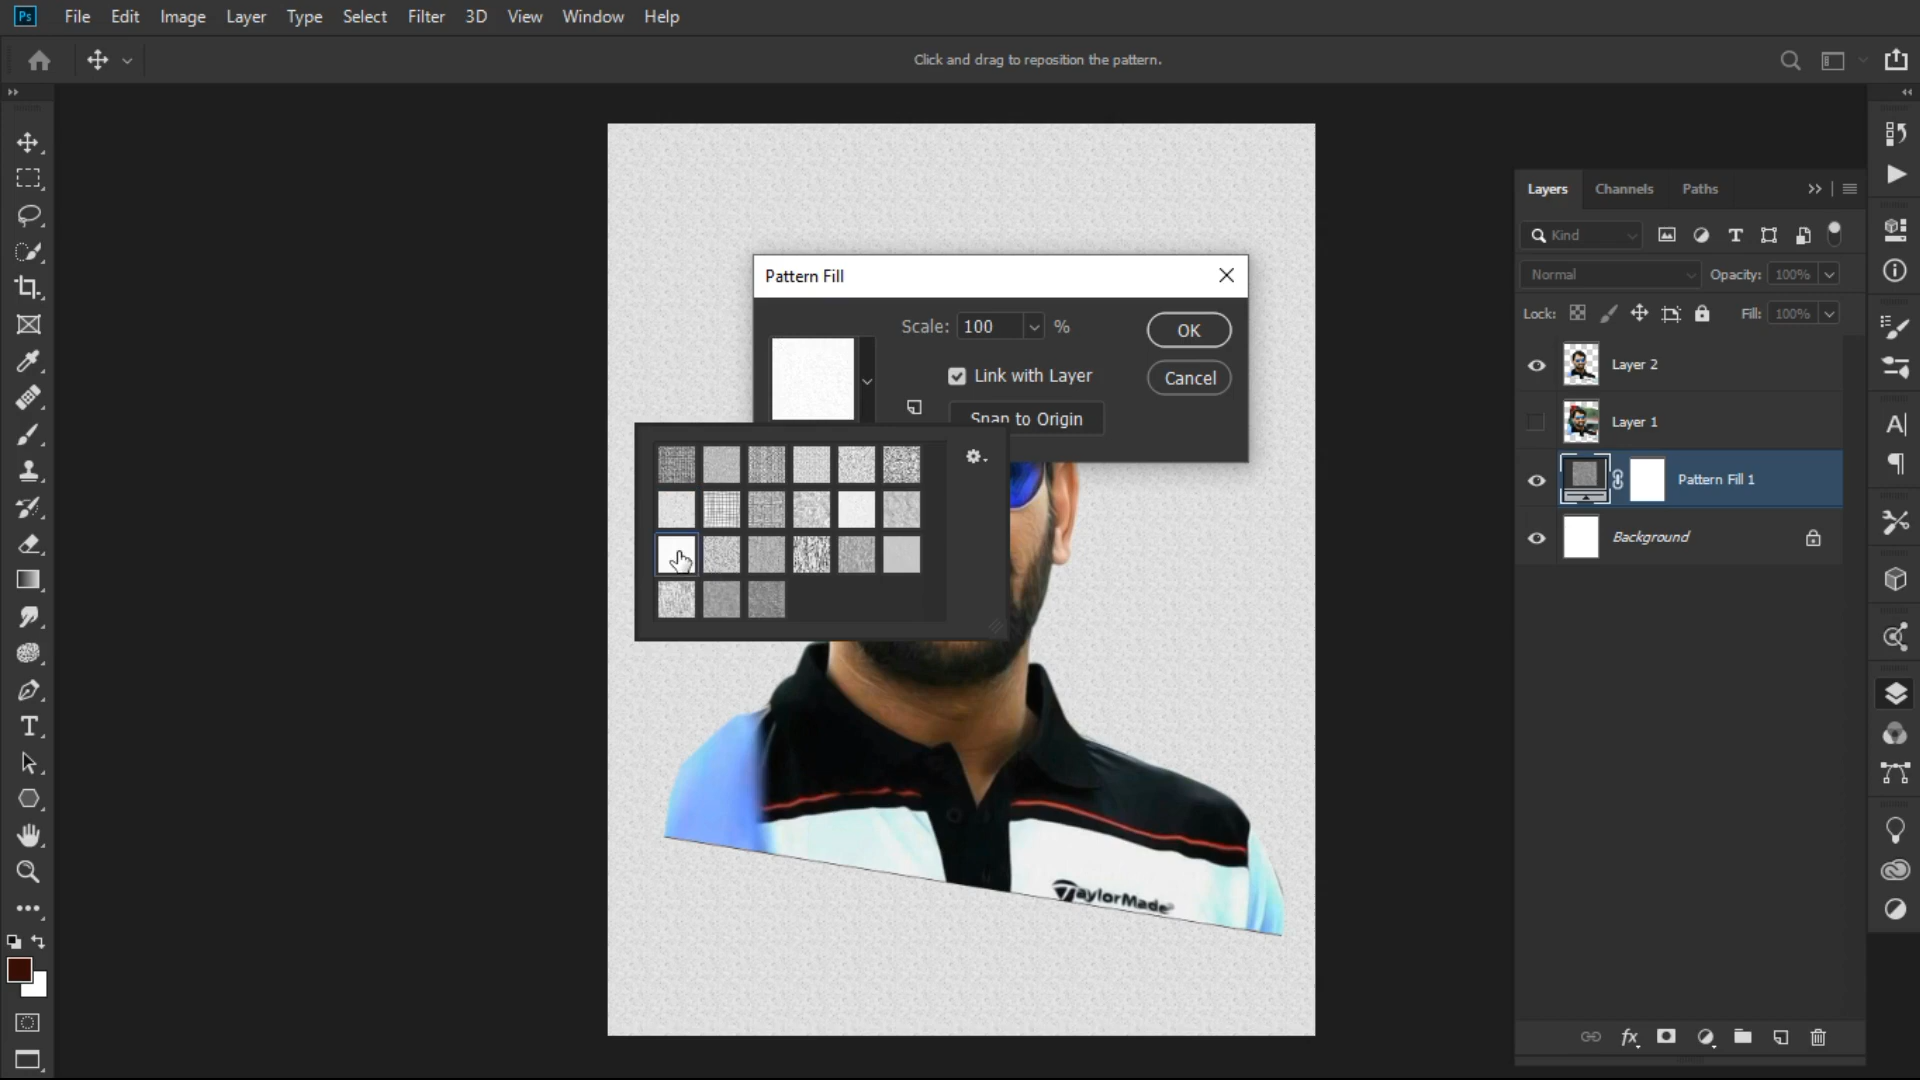 Ps File Edit Image Layer Type Select Filter 3D View Window Help
Click and drag to reposition the pattern.
Layers Channels Paths
Kind
Normal Opacity: 100%
Lock: Fill: 100%
Layer 2
Layer 1
Pattern Fill 1
Background
Pattern Fill
Scale: 100 %
OK
Link with Layer
Cancel
Snap to Origin
TaylorMade